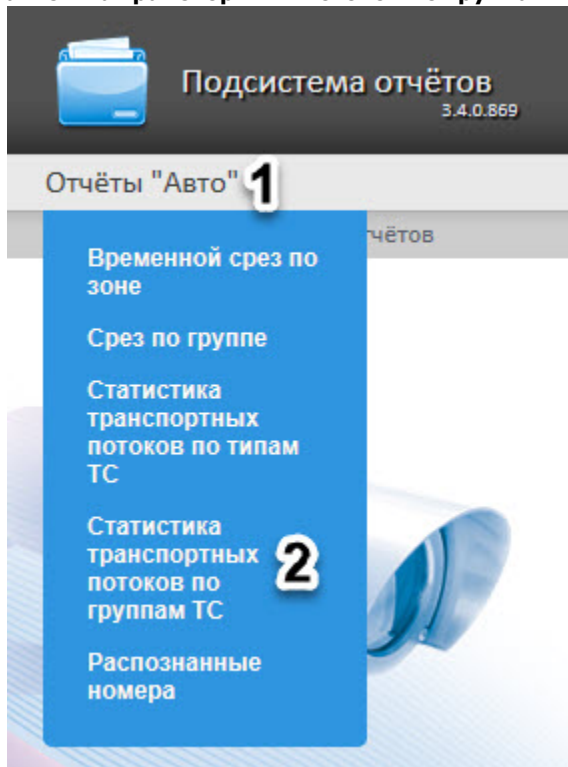 Подсистема отчётов
3.4.0.869
Отчёты "Авто" 1
чётов
Временной срез по
зоне
Срез по группе
Статистика
транспортных
потоков по типам
ТС
Статистика
транспортных
потоков по
группам ТС
2
Распознанные
номера